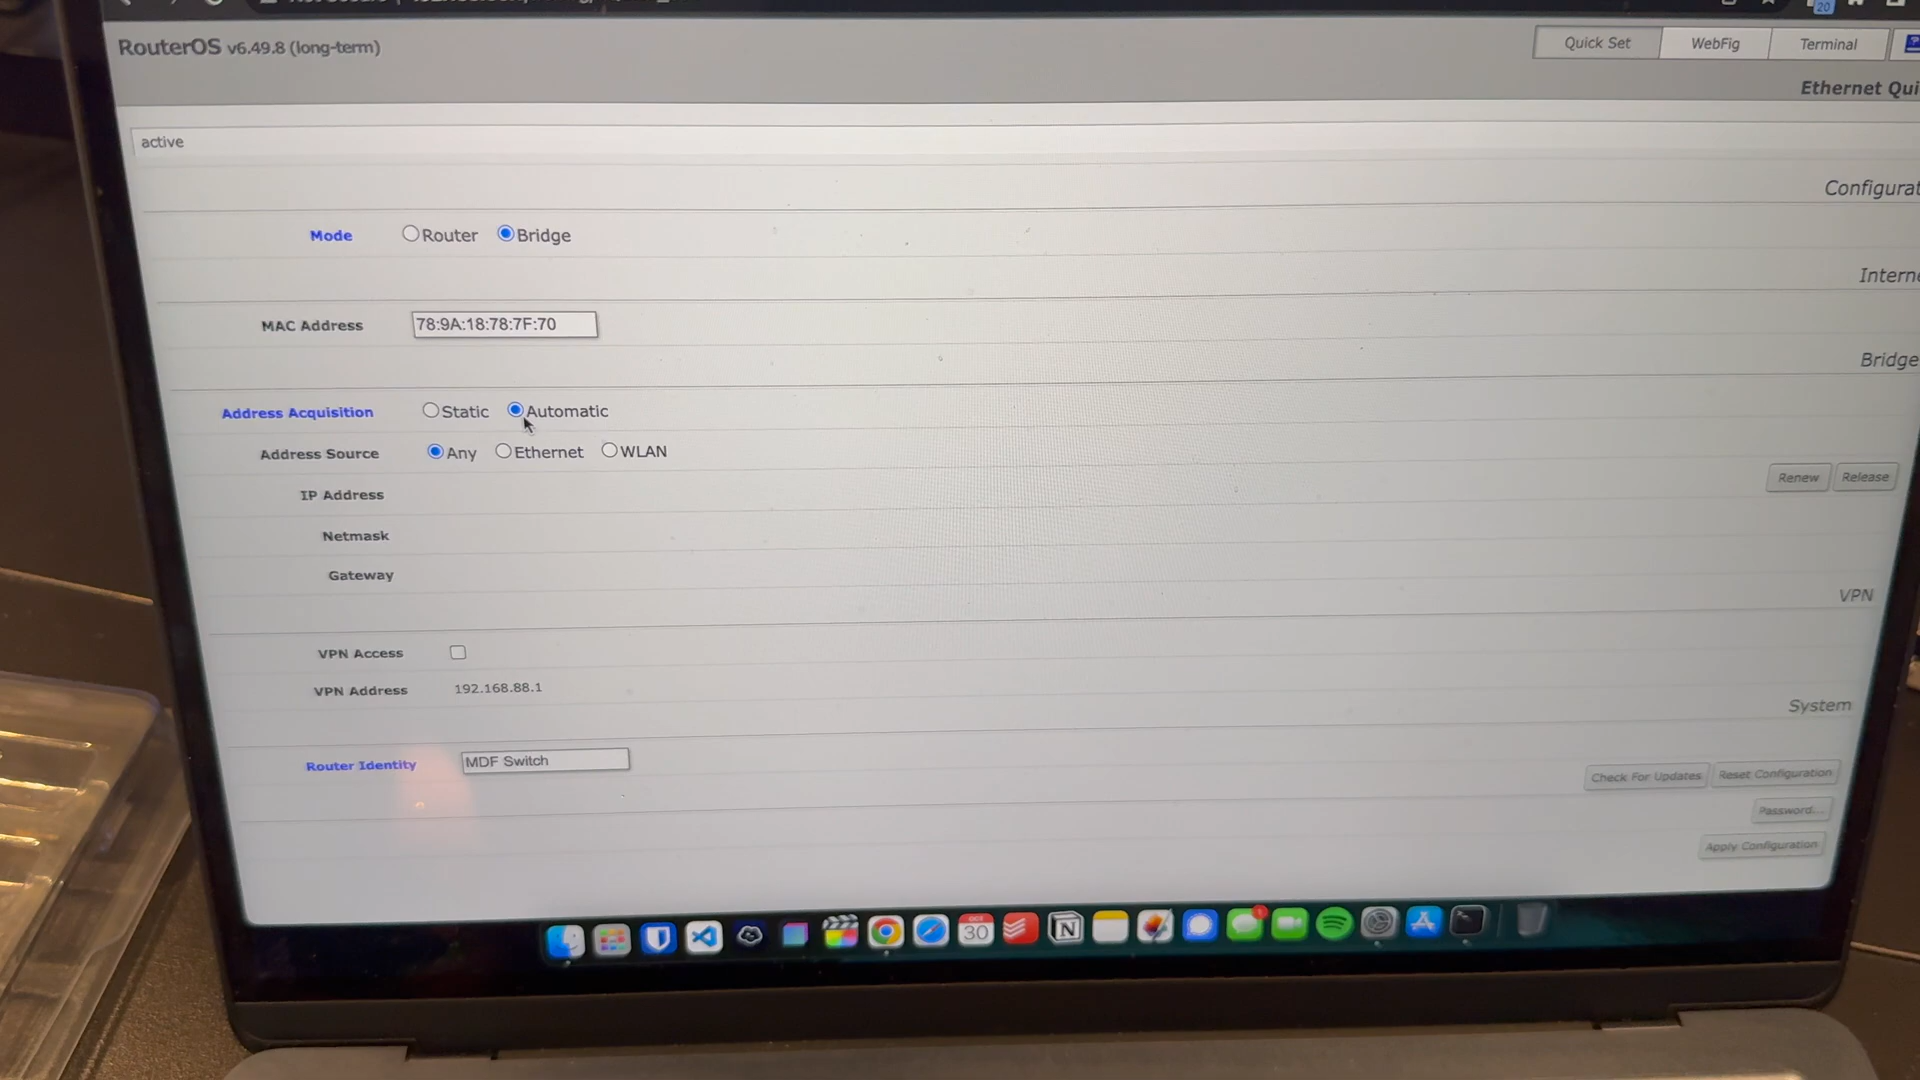 20
RouterOS v6.49.8 (long-term)
Quick Set
WebFig
Terminal
Ethernet Qui
active
Configurat
Mode
Router
Bridge
Interne
MAC Address
78:9A:18:78:7F:70
Bridge
Address Acquisition
Static
Automatic
Address Source
Any
Ethernet
WLAN
IP Address
Renew
Release
Netmask
Gateway
VPN
VPN Access
VPN Address
192.168.88.1
System
Router Identity
MDF Switch
Check For Updates
Reset Configuration
Password...
Apply Configuration
OCT
30